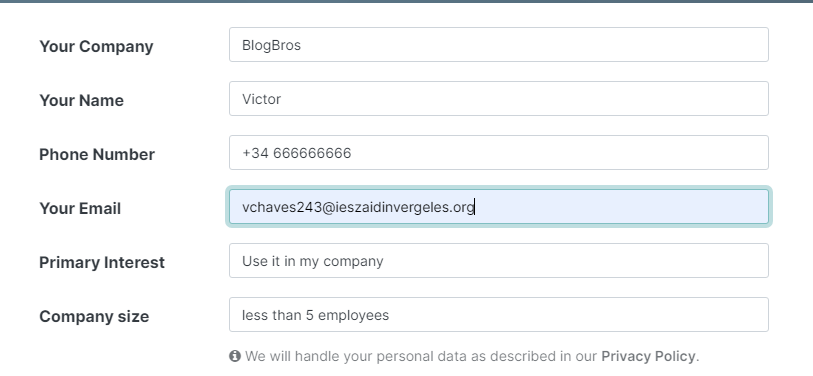 Your Company BlogBros
Your Name Victor
Phone Number +34 666666666
Your Email vchaves243@ieszaidinvergeles.org
Primary Interest Use it in my company
Company size less than 5 employees
We will handle your personal data as described in our Privacy Policy.